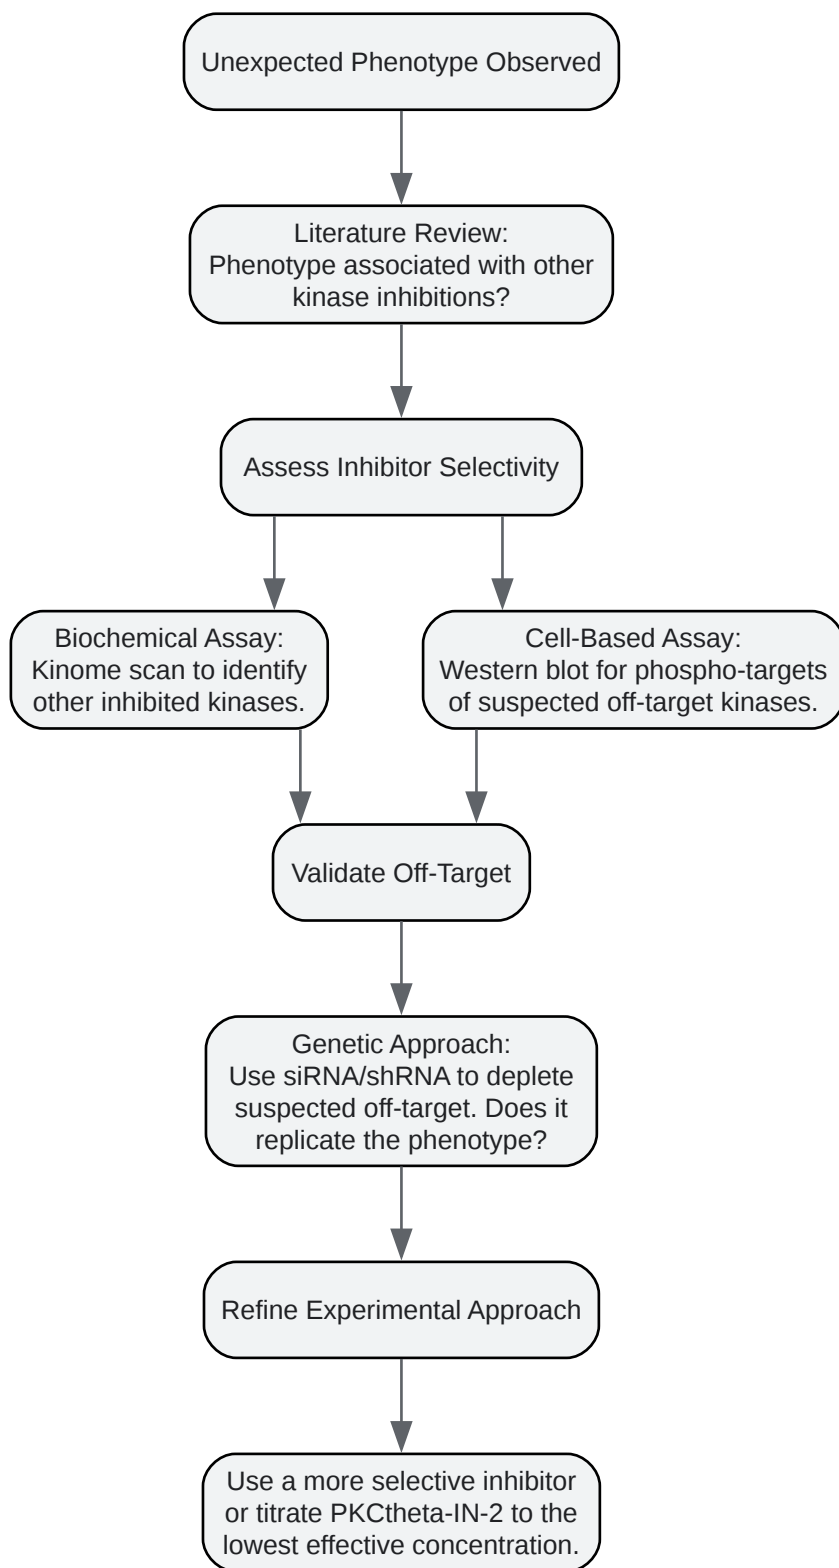 Unexpected Phenotype Observed
Literature Review:
Phenotype associated with other
kinase inhibitions?
Assess Inhibitor Selectivity
Biochemical Assay:
Kinome scan to identify
other inhibited kinases.
Cell-Based Assay:
Western blot for phospho-targets
of suspected off-target kinases.
Validate Off-Target
Genetic Approach:
Use siRNA/shRNA to deplete
suspected off-target. Does it
replicate the phenotype?
Refine Experimental Approach
Use a more selective inhibitor
or titrate PKCtheta-IN-2 to the
lowest effective concentration.